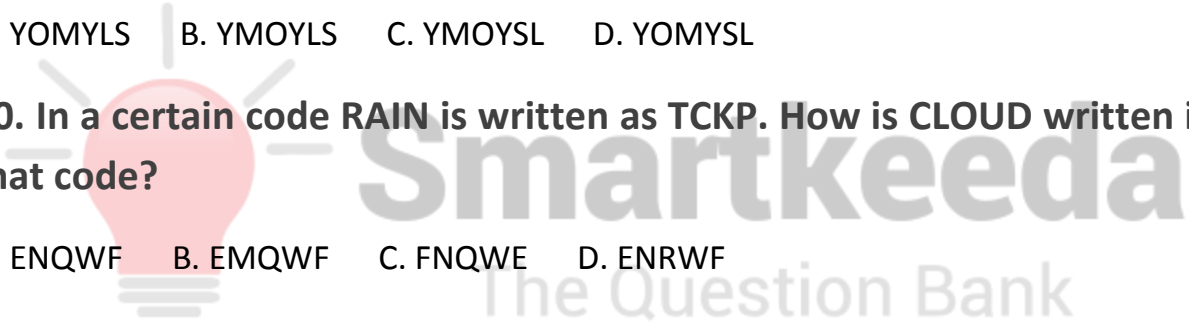 YOMYLS B. YMOYLS C. YMOYSL D. YOMYSL
0. In a certain code RAIN is written as TCKP. How is CLOUD written i
hat code?
ENQWF B. EMQWF C. FNQWE D. ENRWF
Smartkeeda
The Question Bank